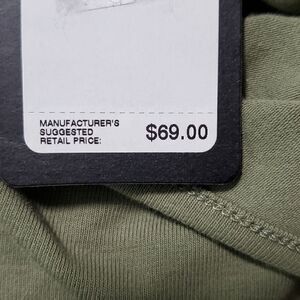 MANUFACTURER'S
SUGGESTED
RETAIL PRICE:
$69.00